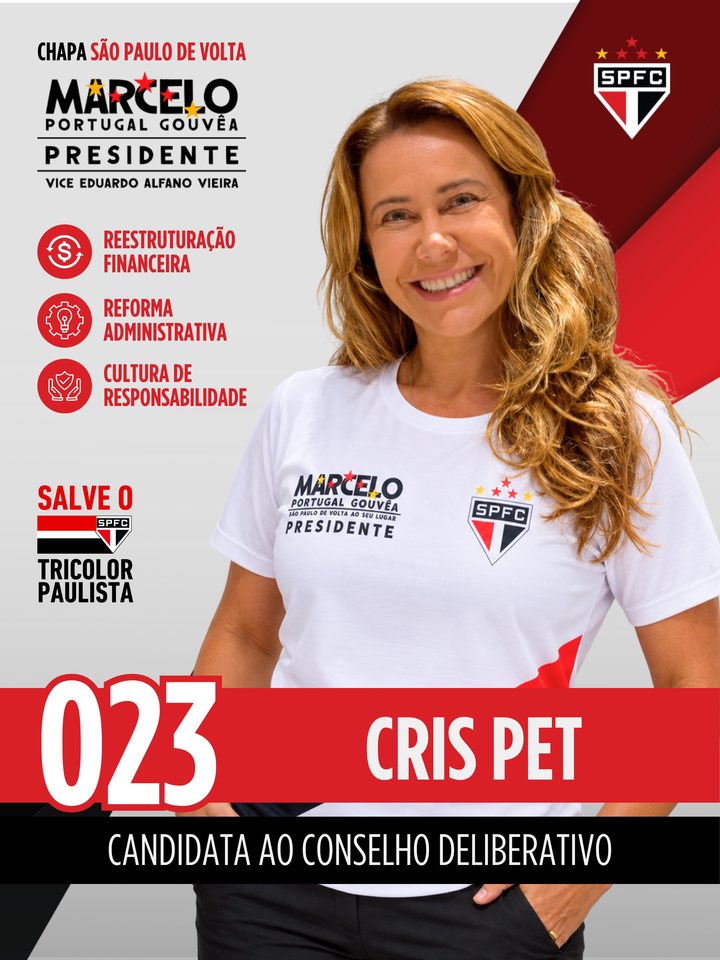 CHAPA SÃO PAULO DE VOLTA
MARCELO
PORTUGAL GOUVÊA
PRESIDENTE
VICE EDUARDO ALFANO VIEIRA
SPFC
REESTRUTURAÇÃO
FINANCEIRA
REFORMA
ADMINISTRATIVA
CULTURA DE
RESPONSABILIDADE
MARCELO
PORTUGAL GOUVÊA
SÃO PAULO DE VOLTA AO SEU LUGAR
PRESIDENTE
SPFC
SALVE O
SPFC
TRICOLOR
PAULISTA
023
CRIS PET
CANDIDATA AO CONSELHO DELIBERATIVO